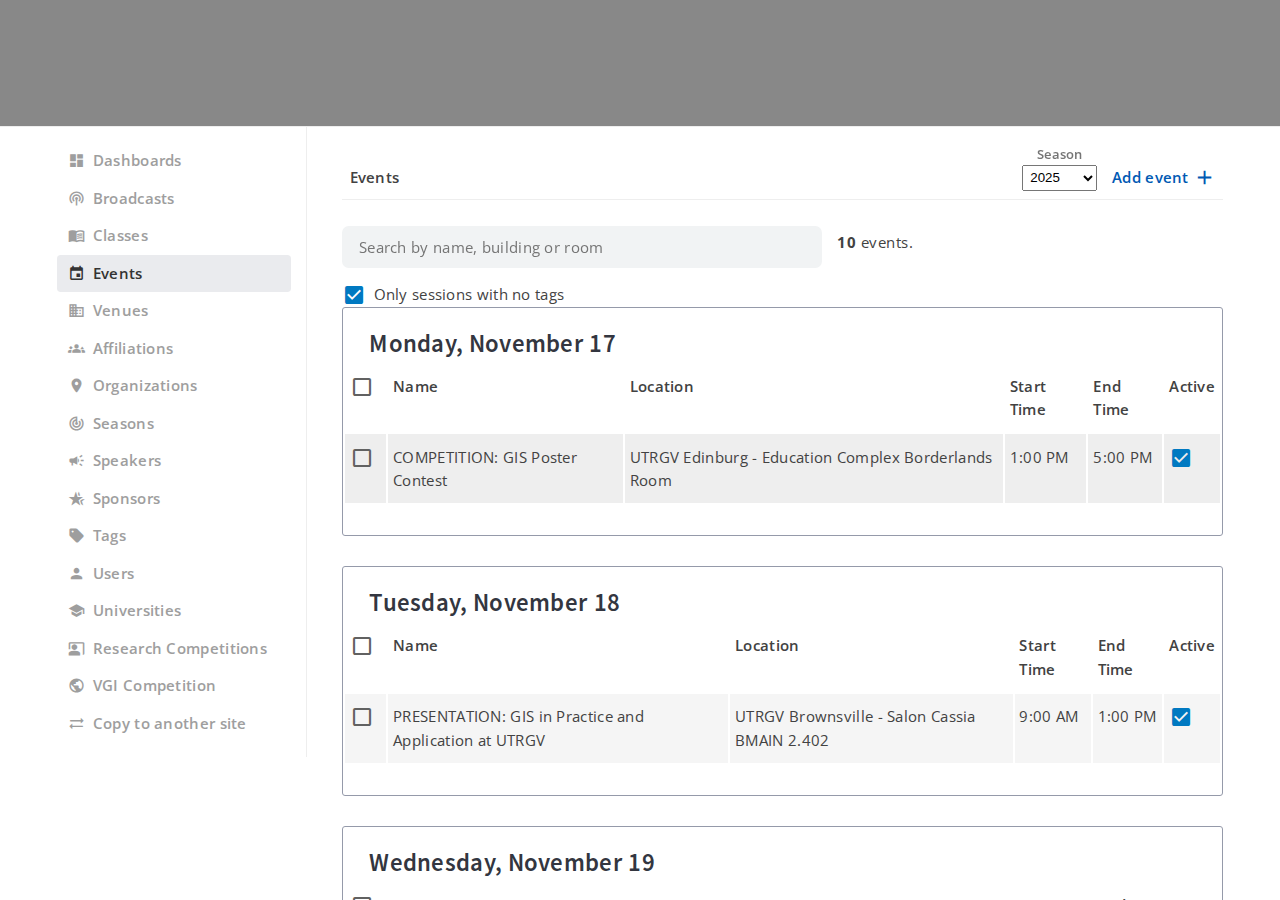 Dashboards
Broadcasts
Classes
Events
Venues
Affiliations
Organizations
Seasons
Speakers
Sponsors
Tags
Users
Universities
Research Competitions
VGI Competition
Copy to another site
Season
Events
2025
Add event
Search by name, building or room
10 events.
Only sessions with no tags
Monday, November 17
Name Location Start Time End Time Active
COMPETITION: GIS Poster Contest
UTRGV Edinburg - Education Complex Borderlands Room
1:00 PM 5:00 PM
Tuesday, November 18
Name Location Start Time End Time Active
PRESENTATION: GIS in Practice and Application at UTRGV
UTRGV Brownsville - Salon Cassia BMAIN 2.402
9:00 AM 1:00 PM
Wednesday, November 19